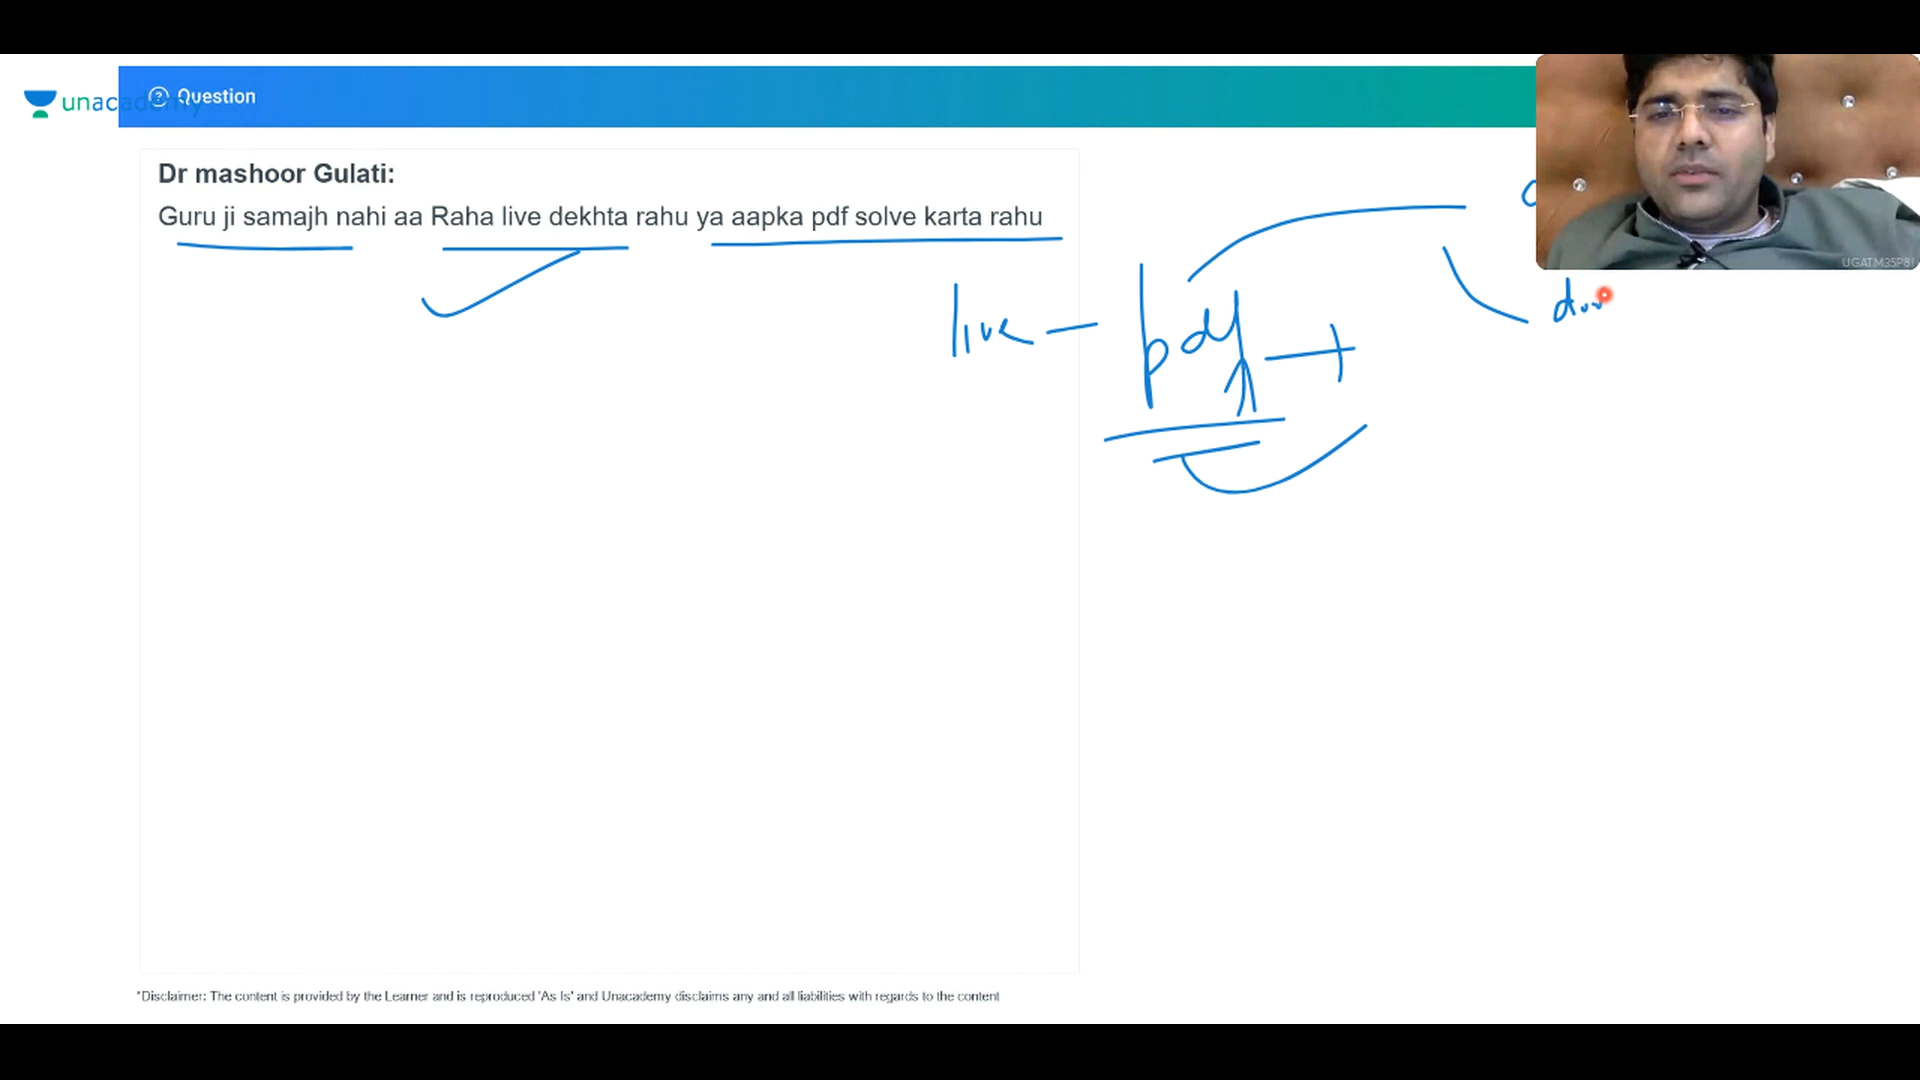 unacademy
? Question
Dr mashoor Gulati:
Guru ji samajh nahi aa Raha live dekhta rahu ya aapka pdf solve karta rahu
live - pdf
UGATM35P81
*Disclaimer: The content is provided by the Learner and is reproduced 'As Is' and Unacademy disclaims any and all liabilities with regards to the content